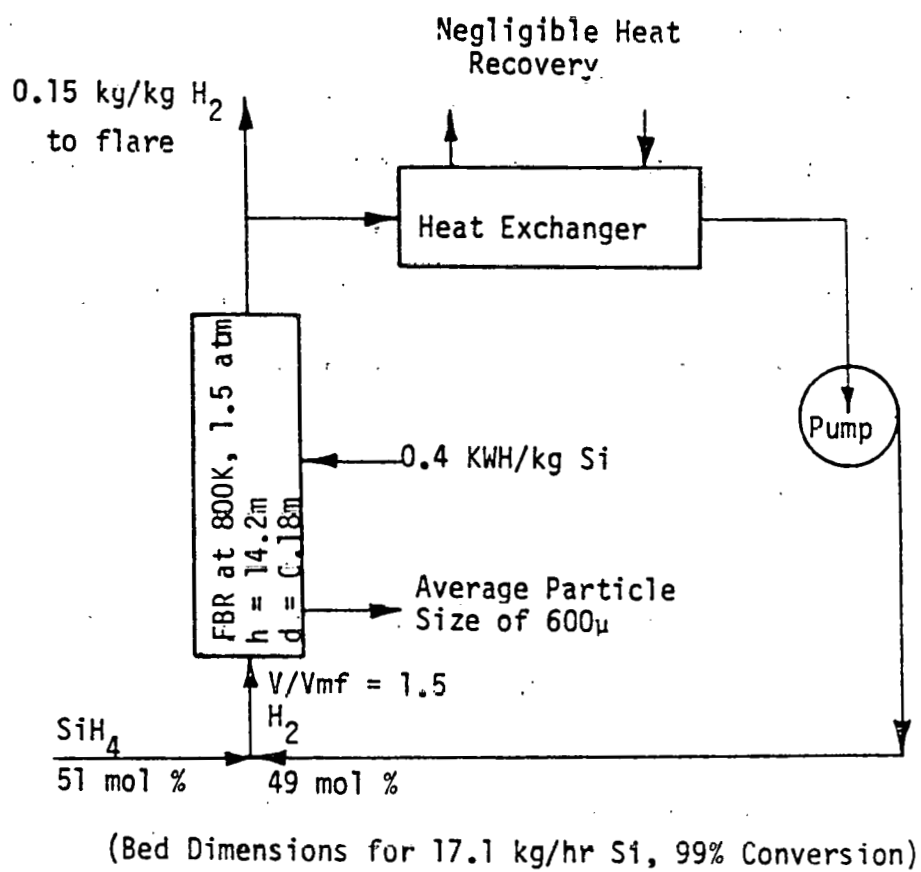 Negligible Heat
Recovery
0.15 ky/kg H2
to flare
Heat Exchanger
FBR at 800K, 1.5 atm
h = 14.2m
d = 0.18m
Pump
0.4 KWH/kg Si
Average Particle
Size of 600μ
V/Vmf = 1.5
H2
SiH4
51 mol %
49 mol %
(Bed Dimensions for 17.1 kg/hr Si, 99% Conversion)